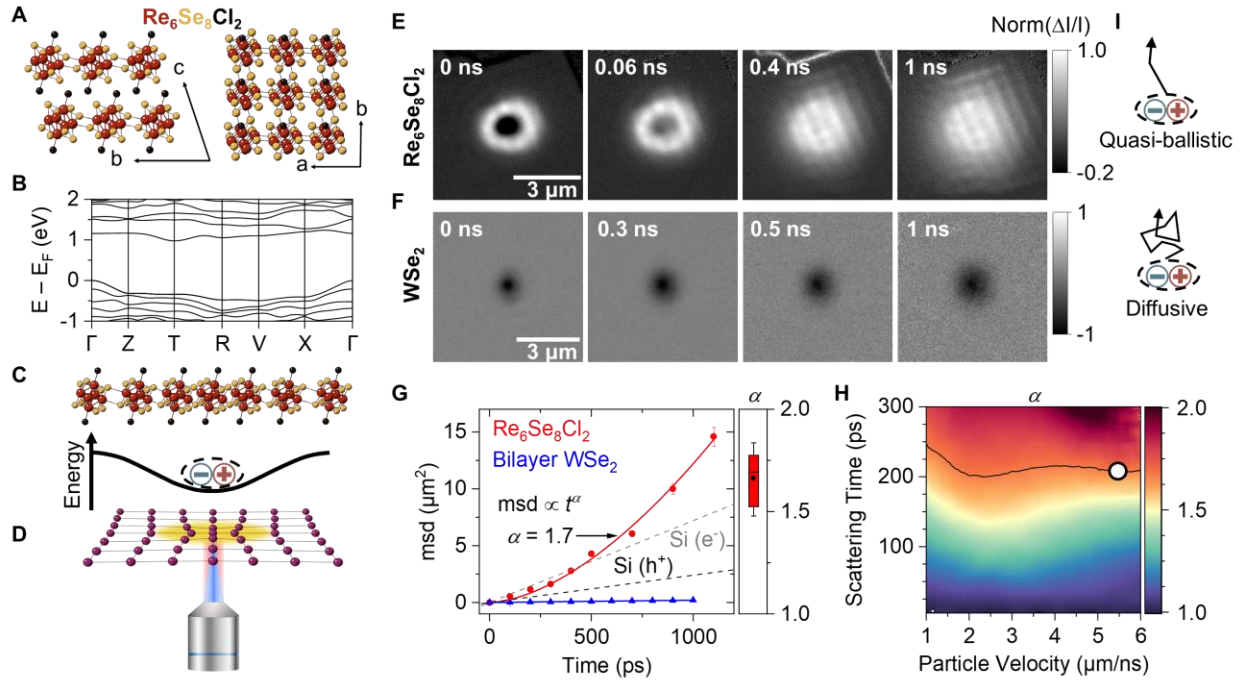 A
Re6Se8Cl2
c
b
b
a
B
E − EF (eV)
2
1
0
-1
Γ Z T R V X Γ
C
Energy
D
E
Re6Se8Cl2
0 ns
0.06 ns
0.4 ns
1 ns
3 µm
Norm(ΔI/I)
1.0
-0.2
F
WSe2
0 ns
0.3 ns
0.5 ns
1 ns
3 µm
1
-1
I
Quasi-ballistic
Diffusive
G
msd (µm²)
15
10
5
0
Re6Se8Cl2
Bilayer WSe2
msd ∝ t^α
α = 1.7
Si (e⁻)
Si (h⁺)
0 500 1000
Time (ps)
α
2.0
1.5
1.0
H
α
Scattering Time (ps)
300
200
100
1 2 3 4 5 6
Particle Velocity (µm/ns)
2.0
1.5
1.0